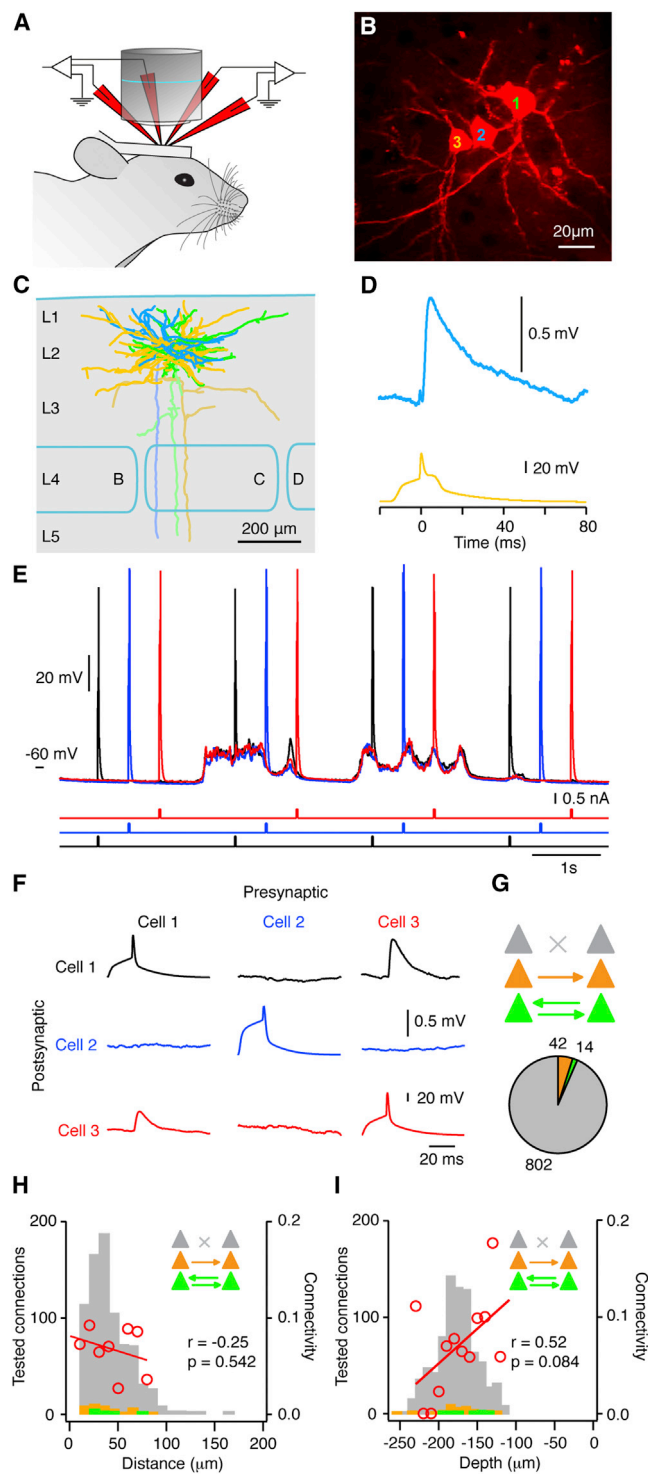 A
B
1
2
3
20μm
C
L1
L2
L3
L4
B
C
D
L5
200 μm
D
0.5 mV
20 mV
0
40
80
Time (ms)
E
20 mV
-60 mV
0.5 nA
1s
F
Presynaptic
Cell 1
Cell 2
Cell 3
Postsynaptic
Cell 1
Cell 2
0.5 mV
Cell 3
20 mV
20 ms
G
42
14
802
H
200
100
0
Tested connections
0.2
0.1
0.0
Connectivity
r = -0.25
p = 0.542
0
50
100
150
200
Distance (μm)
I
200
100
0
Tested connections
0.2
0.1
0.0
Connectivity
r = 0.52
p = 0.084
-250
-200
-150
-100
-50
0
Depth (μm)